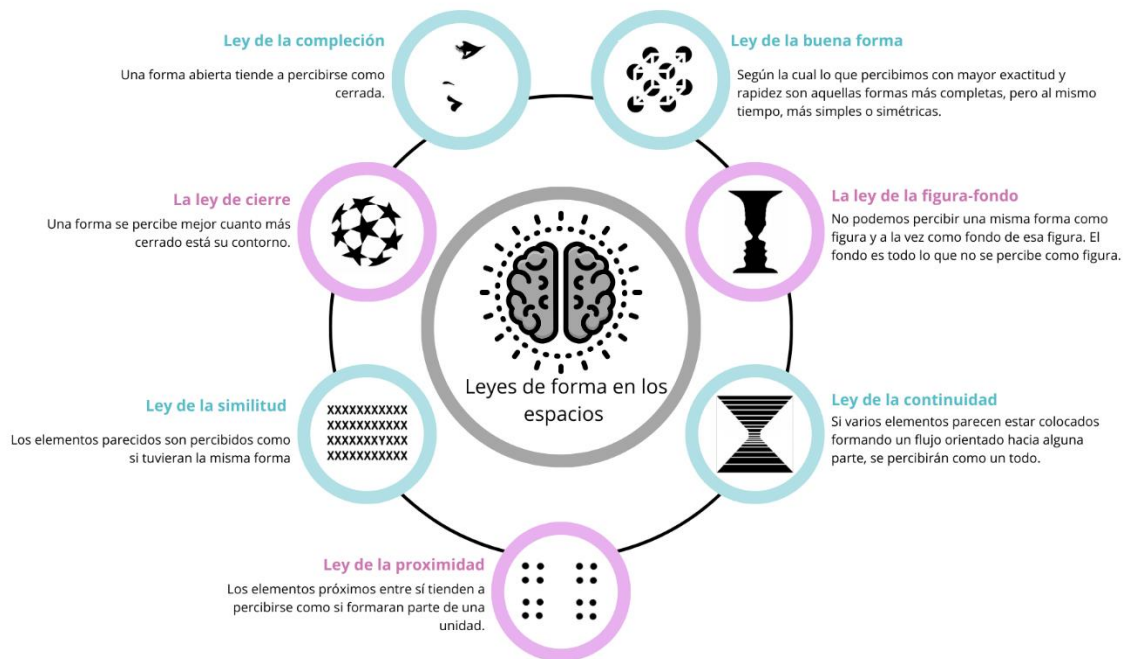 Ley de la compleción
Una forma abierta tiende a percibirse como
cerrada.
Ley de la buena forma
Según la cual lo que percibimos con mayor exactitud y
rapidez son aquellas formas más completas, pero al mismo
tiempo, más simples o simétricas.
La ley de cierre
Una forma se percibe mejor cuanto más
cerrado está su contorno.
La ley de la figura-fondo
No podemos percibir una misma forma como
figura y a la vez como fondo de esa figura. El
fondo es todo lo que no se percibe como figura.
Leyes de forma en los
espacios
Ley de la similitud
Los elementos parecidos son percibidos como
si tuvieran la misma forma
XXXXXXXXXXX
XXXXXXXXXXX
XXXXXXXYXXX
XXXXXXXXXXX
Ley de la continuidad
Si varios elementos parecen estar colocados
formando un flujo orientado hacia alguna
parte, se percibirán como un todo.
Ley de la proximidad
Los elementos próximos entre sí tienden a
percibirse como si formaran parte de una
unidad.